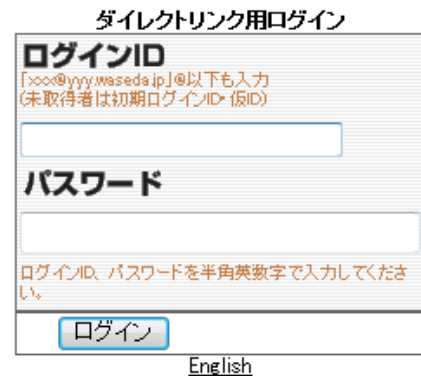 ダイレクトリンク用ログイン
ログインID
「xxx@yyy.waseda.jp」@以下も入力
(未取得者は初期ログインID・仮ID)
パスワード
ログインID、パスワードを半角英数字で入力してくださ
い。
ログイン
English